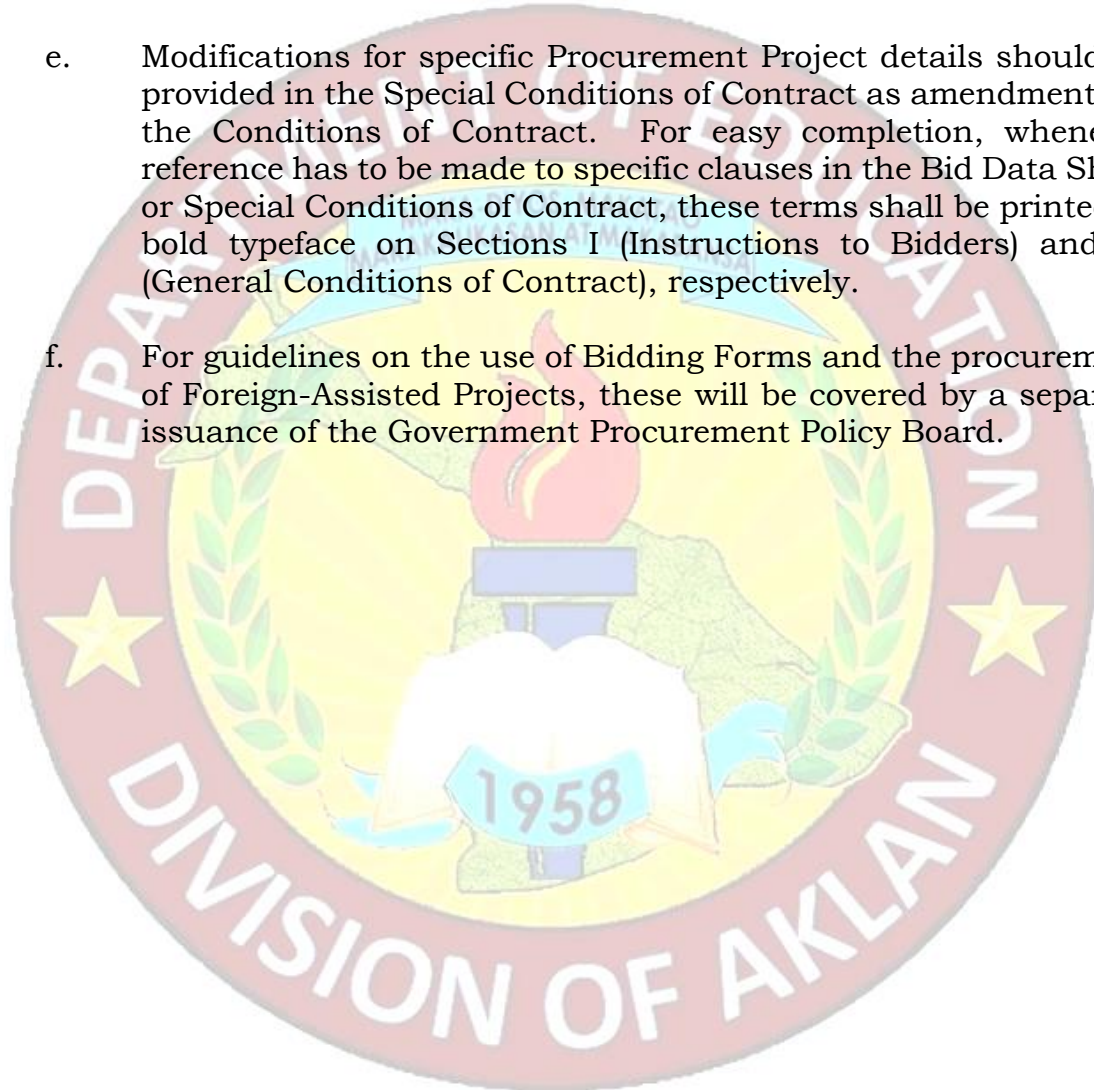 e. Modifications for specific Procurement Project details should
provided in the Special Conditions of Contract as amendment
the Conditions of Contract. For easy completion, whene
reference has to be made to specific clauses in the Bid Data Sh
or Special Conditions of Contract, these terms shall be printe
bold typeface on Sections I (Instructions to Bidders) and
(General Conditions of Contract), respectively.
f. For guidelines on the use of Bidding Forms and the procurem
of Foreign-Assisted Projects, these will be covered by a separ
issuance of the Government Procurement Policy Board.
DEPARTMENT OF EDUCATION
1958
DIVISION OF AKLAN